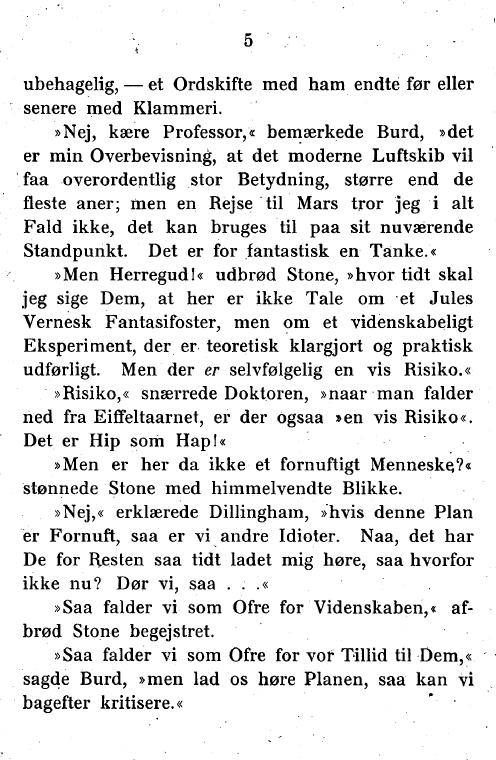 5
ubehagelig, — et Ordskifte med ham endte før eller
senere med Klammeri.
»Nej, kære Professor,« bemærkede Burd, »det
er min Overbevisning, at det moderne Luftskib vil
faa overordentlig stor Betydning, større end de
fleste aner; men en Rejse til Mars tror jeg i alt
Fald ikke, det kan bruges til paa sit nuværende
Standpunkt. Det er for fantastisk en Tanke.«
»Men Herregud!« udbrød Stone, »hvor tidt skal
jeg sige Dem, at her er ikke Tale om et Jules
Vernesk Fantasifoster, men om et videnskabeligt
Eksperiment, der er teoretisk klargjort og praktisk
udførligt. Men der er selvfølgelig en vis Risiko.«
»Risiko,« snærrede Doktoren, »naar man falder
ned fra Eiffeltaarnet, er der ogsaa »en vis Risiko«.
Det er Hip som Hap!«
»Men er her da ikke et fornuftigt Menneske?«
stønnede Stone med himmelvendte Blikke.
»Nej,« erklærede Dillingham, »hvis denne Plan
er Fornuft, saa er vi andre Idioter. Naa, det har
De for Resten saa tidt ladet mig høre, saa hvorfor
ikke nu? Dør vi, saa . . .«
»Saa falder vi som Ofre for Videnskaben,« af-
brød Stone begejstret.
»Saa falder vi som Ofre for vor Tillid til Dem,«
sagde Burd, »men lad os høre Planen, saa kan vi
bagefter kritisere.«